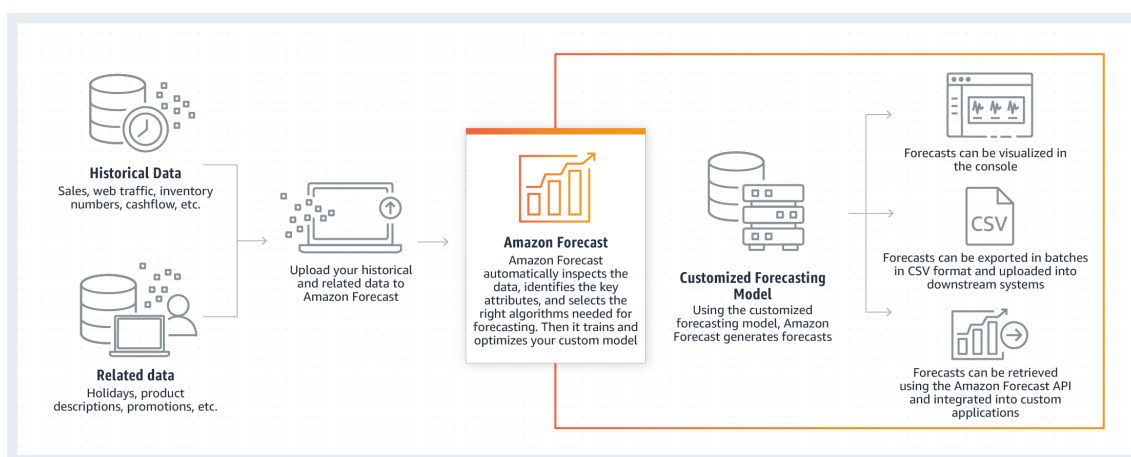 Historical Data
Sales, web traffic, inventory
numbers, cashflow, etc.
Related data
Holidays, product
descriptions, promotions, etc.
Upload your historical
and related data to
Amazon Forecast
Amazon Forecast
Amazon Forecast
automatically inspects the
data, identifies the key
attributes, and selects the
right algorithms needed for
forecasting. Then it trains and
optimizes your custom model
Customized Forecasting
Model
Using the customized
forecasting model, Amazon
Forecast generates forecasts
Forecasts can be visualized in
the console
CSV
Forecasts can be exported in batches
in CSV format and uploaded into
downstream systems
Forecasts can be retrieved
using the Amazon Forecast API
and integrated into custom
applications